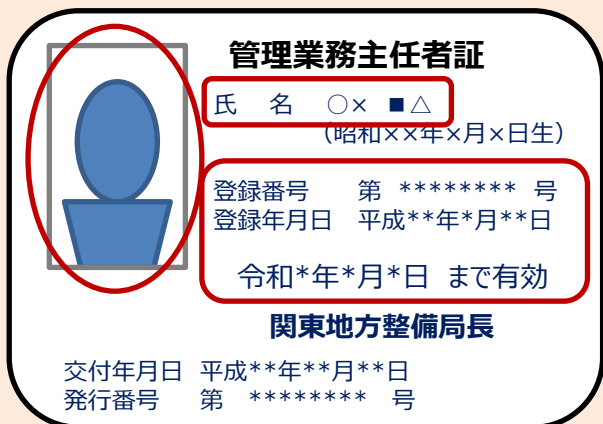 管理業務主任者証
氏　名　○×　■△
（昭和××年×月×日生）
登録番号　第　********　号
登録年月日　平成**年*月**日
令和*年*月*日　まで有効
関東地方整備局長
交付年月日　平成**年**月**日
発行番号　第　********　号